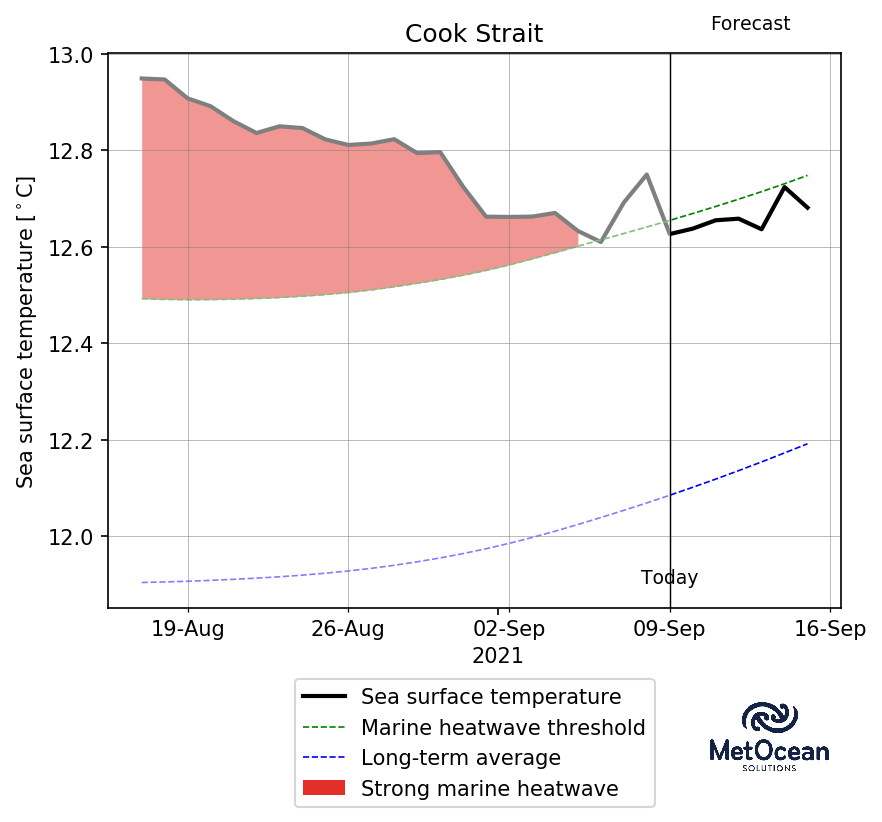 Forecast
Cook Strait
Sea surface temperature [°C]
13.0
12.8
12.6
12.4
12.2
12.0
Today
19-Aug
26-Aug
02-Sep
09-Sep
16-Sep
2021
Sea surface temperature
Marine heatwave threshold
Long-term average
Strong marine heatwave
MetOcean
SOLUTIONS